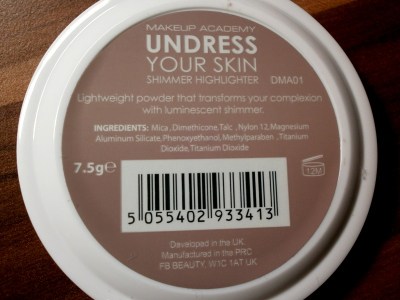 MAKEUP ACADEMY
UNDRESS
YOUR SKIN
SHIMMER HIGHLIGHTER DMA01
Lightweight powder that transforms your complexion
with luminescent shimmer.
INGREDIENTS: Mica ,Dimethicone,Talc ,Nylon 12,Magnesium
Aluminum Silicate, Phenoxyethanol, Methylparaben ,Titanium
Dioxide,Titanium Dioxide
7.5g℮
12M
5 055402 933413
Developed in the UK
Manufactured in the PRC
FB BEAUTY, W1C 1AT UK